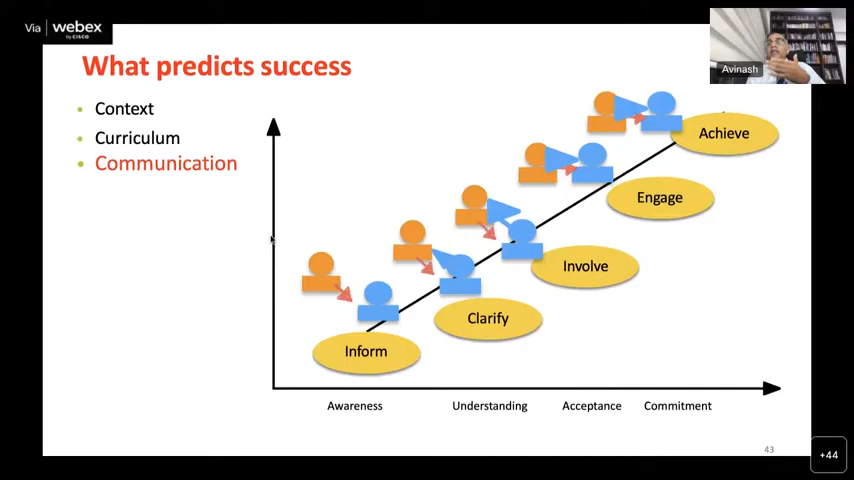 Via webex
by CISCO
Avinash
What predicts success
• Context
• Curriculum
• Communication
Achieve
Engage
Involve
Clarify
Inform
Awareness Understanding Acceptance Commitment
43
+44